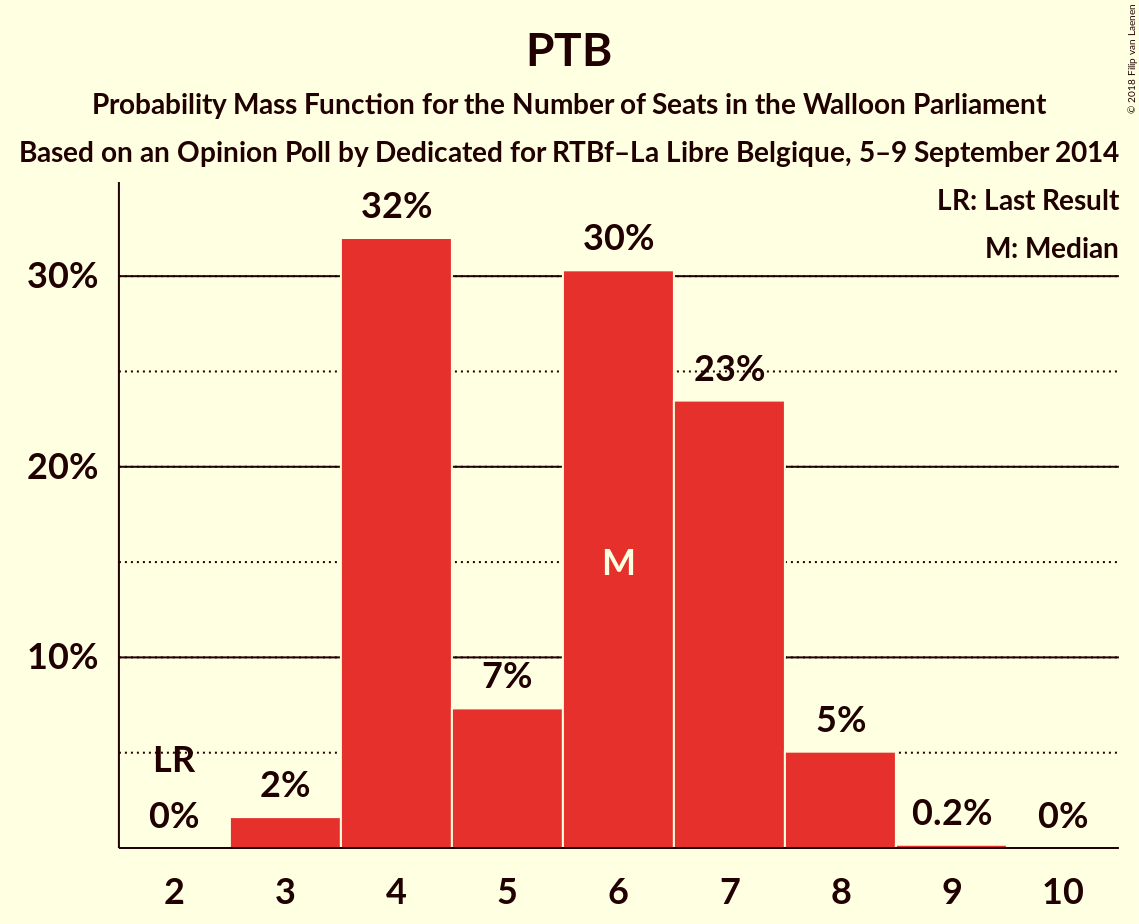 PTB
Probability Mass Function for the Number of Seats in the Walloon Parliament
Based on an Opinion Poll by Dedicated for RTBf–La Libre Belgique, 5–9 September 2014
© 2018 Filip van Laenen
LR: Last Result
M: Median
32%
30%
30%
23%
20%
M
10%
7%
5%
LR
2%
0%
0.2%
0%
2 3 4 5 6 7 8 9 10